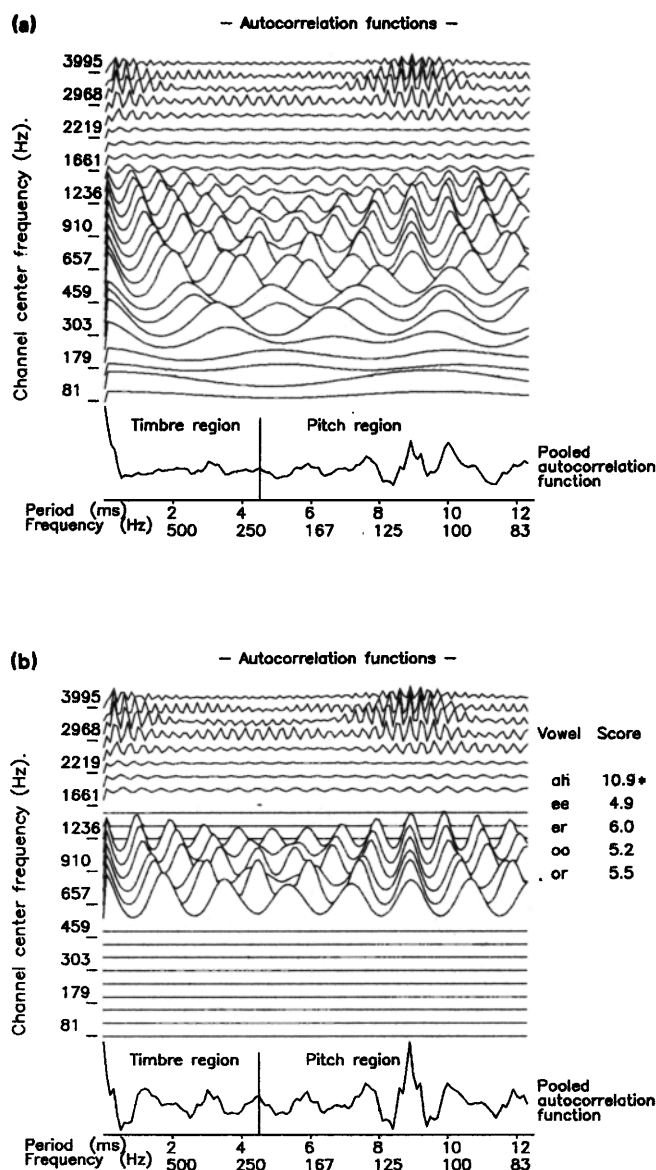 (a)
– Autocorrelation functions –
Channel center frequency (Hz).
3995
2968
2219
1661
1236
910
657
459
303
179
81
Timbre region
Pitch region
Pooled
autocorrelation
function
Period (ms) 2 4 6 8 10 12
Frequency (Hz) 500 250 167 125 100 83
(b)
– Autocorrelation functions –
Channel center frequency (Hz).
3995
2968
2219
1661
1236
910
657
459
303
179
81
Vowel Score
ah 10.9*
ee 4.9
er 6.0
oo 5.2
or 5.5
Timbre region
Pitch region
Pooled
autocorrelation
function
Period (ms) 2 4 6 8 10 12
Frequency (Hz) 500 250 167 125 100 83